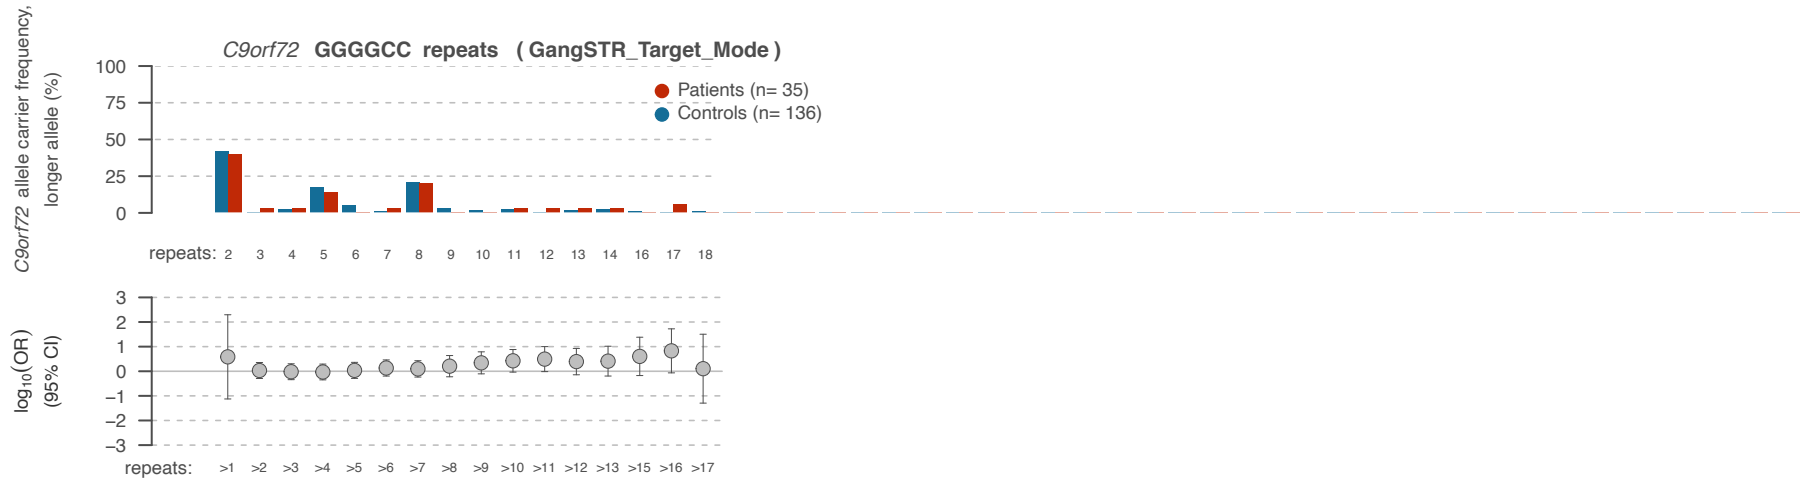 C9orf72 GGGGCC repeats ( GangSTR_Target_Mode )
C9orf72 allele carrier frequency,
longer allele (%)
100
75
50
25
0
Patients (n= 35)
Controls (n= 136)
repeats: 2 3 4 5 6 7 8 9 10 11 12 13 14 16 17 18
log10(OR)
(95% CI)
3
2
1
0
−1
−2
−3
repeats: >1 >2 >3 >4 >5 >6 >7 >8 >9 >10 >11 >12 >13 >15 >16 >17